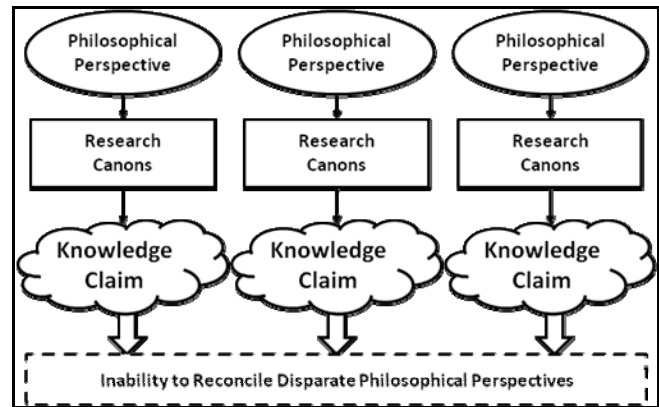 Philosophical
Perspective
Philosophical
Perspective
Philosophical
Perspective
Research
Canons
Research
Canons
Research
Canons
Knowledge
Claim
Knowledge
Claim
Knowledge
Claim
Inability to Reconcile Disparate Philosophical Perspectives